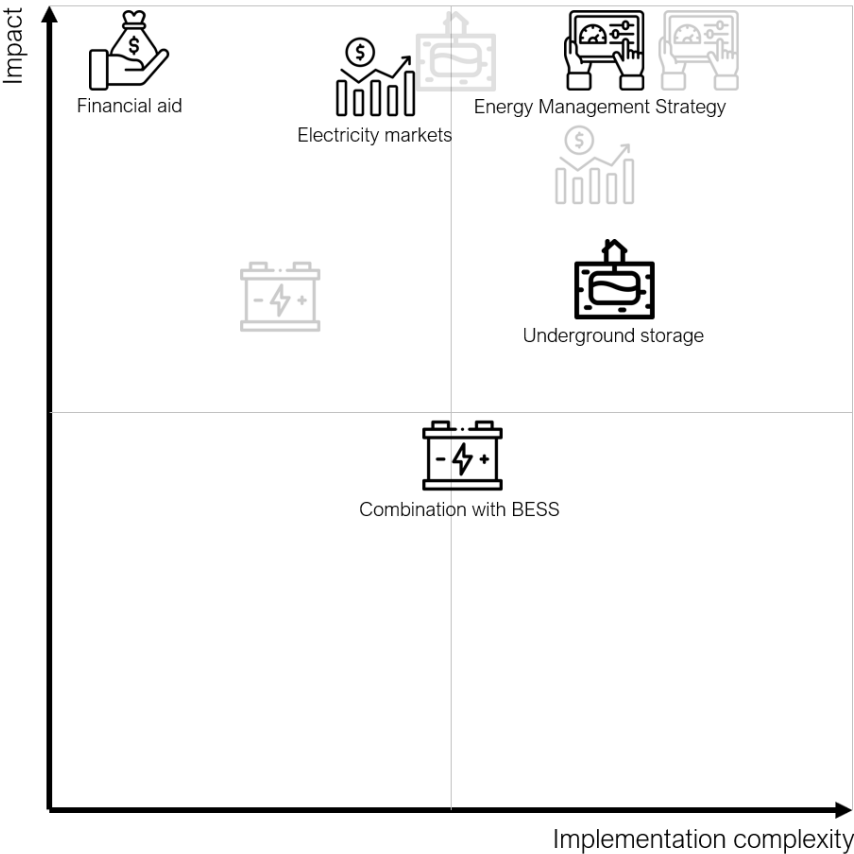 Impact
$
Financial aid
$
Electricity markets
Energy Management Strategy
$
Underground storage
Combination with BESS
Implementation complexity